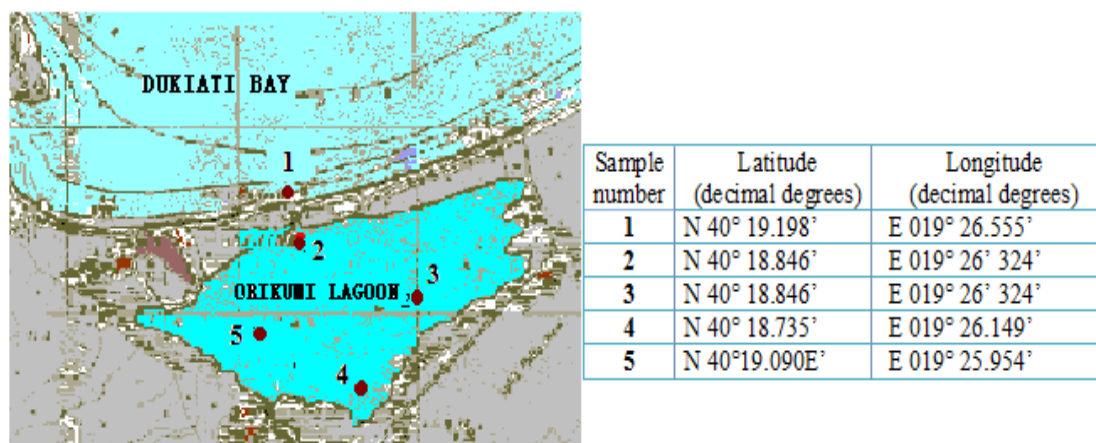 DUKIATI BAY
1
2
3
ORIKUMI LAGOON
5
4
Sample number Latitude (decimal degrees) Longitude (decimal degrees)
1 N 40° 19.198’ E 019° 26.555’
2 N 40° 18.846’ E 019° 26’ 324’
3 N 40° 18.846’ E 019° 26’ 324’
4 N 40° 18.735’ E 019° 26.149’
5 N 40°19.090E’ E 019° 25.954’